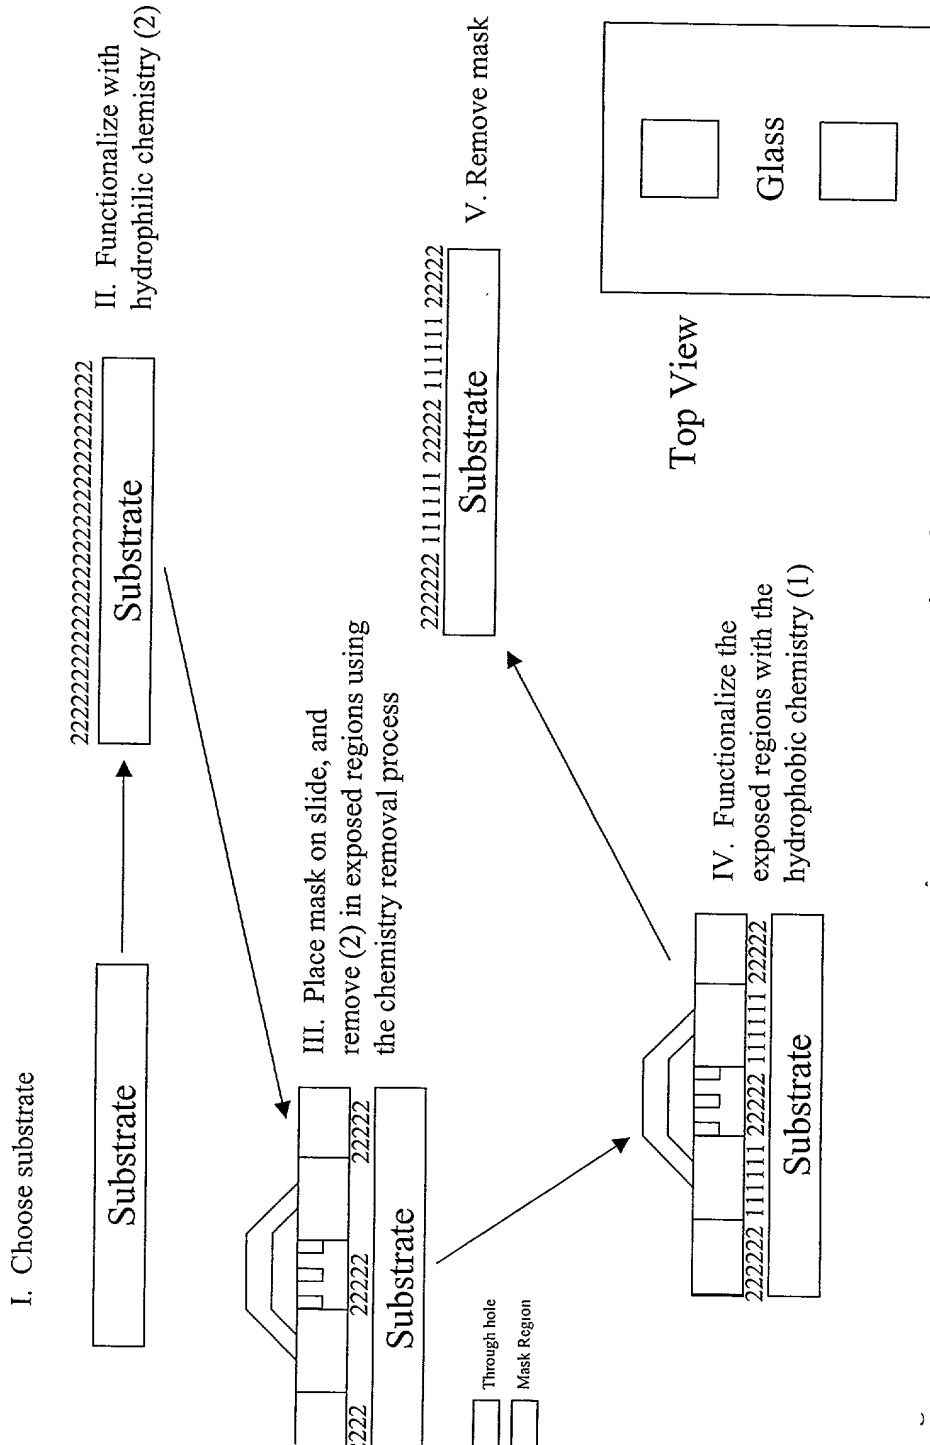 I. Choose substrate
Substrate
22222222222222222222222222222222
Substrate
II. Functionalize with
hydrophilic chemistry (2)
III. Place mask on slide, and
remove (2) in exposed regions using
the chemistry removal process
222 22222 22222
Substrate
Through hole
Mask Region
222222 111111 22222 111111 22222
Substrate
IV. Functionalize the
exposed regions with the
hydrophobic chemistry (1)
222222 111111 22222 111111 22222
Substrate
V. Remove mask
Top View
Glass